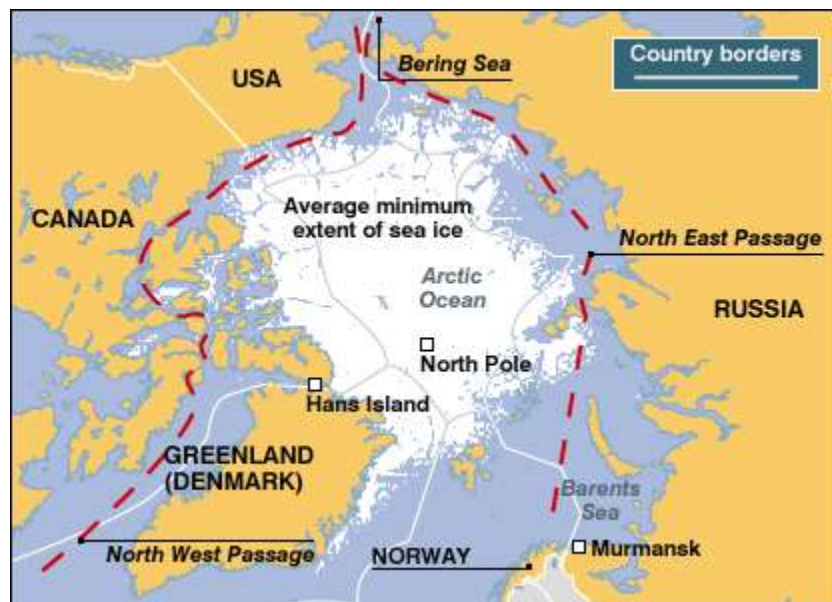 Country borders
Bering Sea
USA
CANADA
Average minimum
extent of sea ice
North East Passage
Arctic
Ocean
RUSSIA
North Pole
Hans Island
GREENLAND
(DENMARK)
Barents
Sea
North West Passage
NORWAY
Murmansk